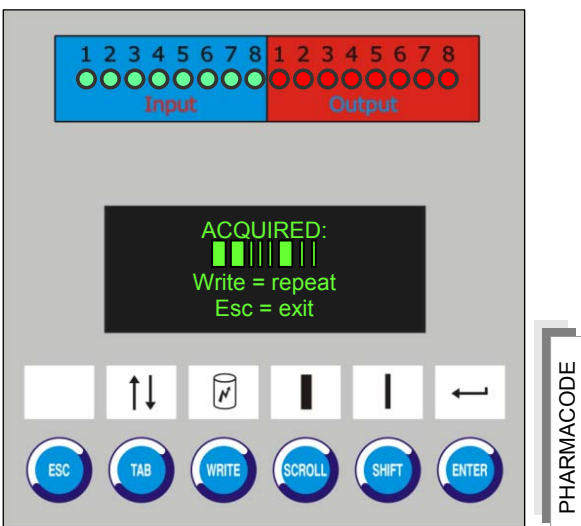 1 2 3 4 5 6 7 8 1 2 3 4 5 6 7 8
Input Output
ACQUIRED:
Write = repeat
Esc = exit
ESC TAB WRITE SCROLL SHIFT ENTER
PHARMACODE